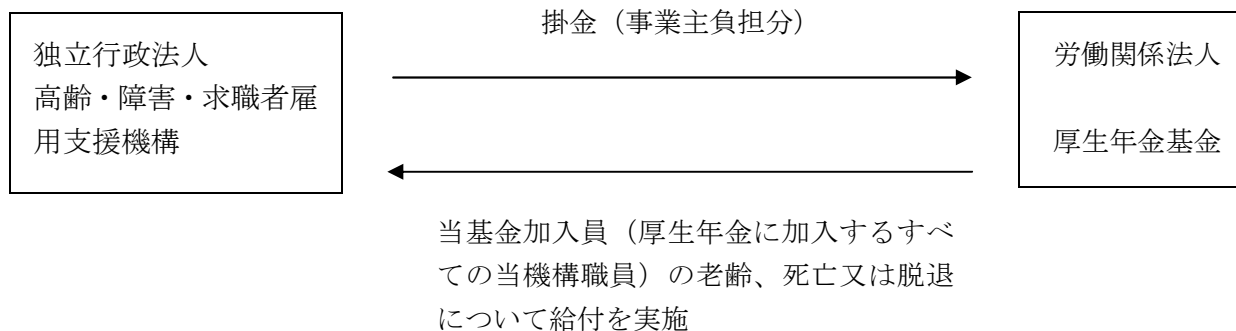 掛金（事業主負担分）
独立行政法人
高齢・障害・求職者雇
用支援機構
労働関係法人
厚生年金基金
当基金加入員（厚生年金に加入するすべ
ての当機構職員）の老齢、死亡又は脱退
について給付を実施